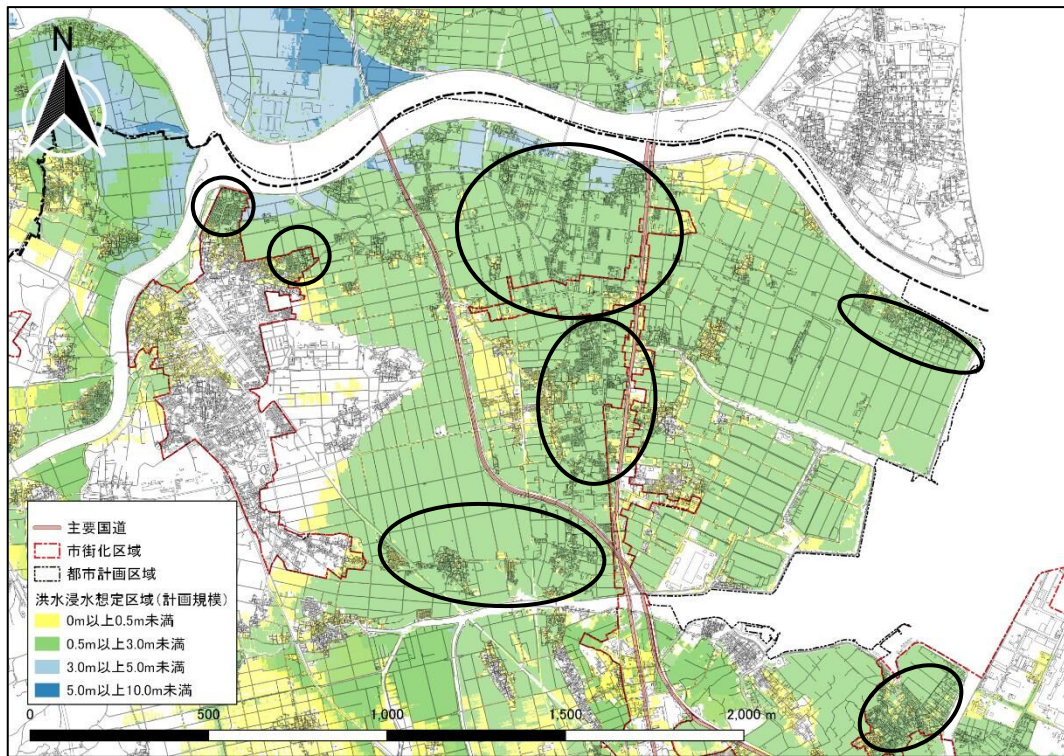 N
主要国道
市街化区域
都市計画区域
洪水浸水想定区域(計画規模)
0m以上0.5m未満
0.5m以上3.0m未満
3.0m以上5.0m未満
5.0m以上10.0m未満
0 500 1,000 1,500 2,000 m